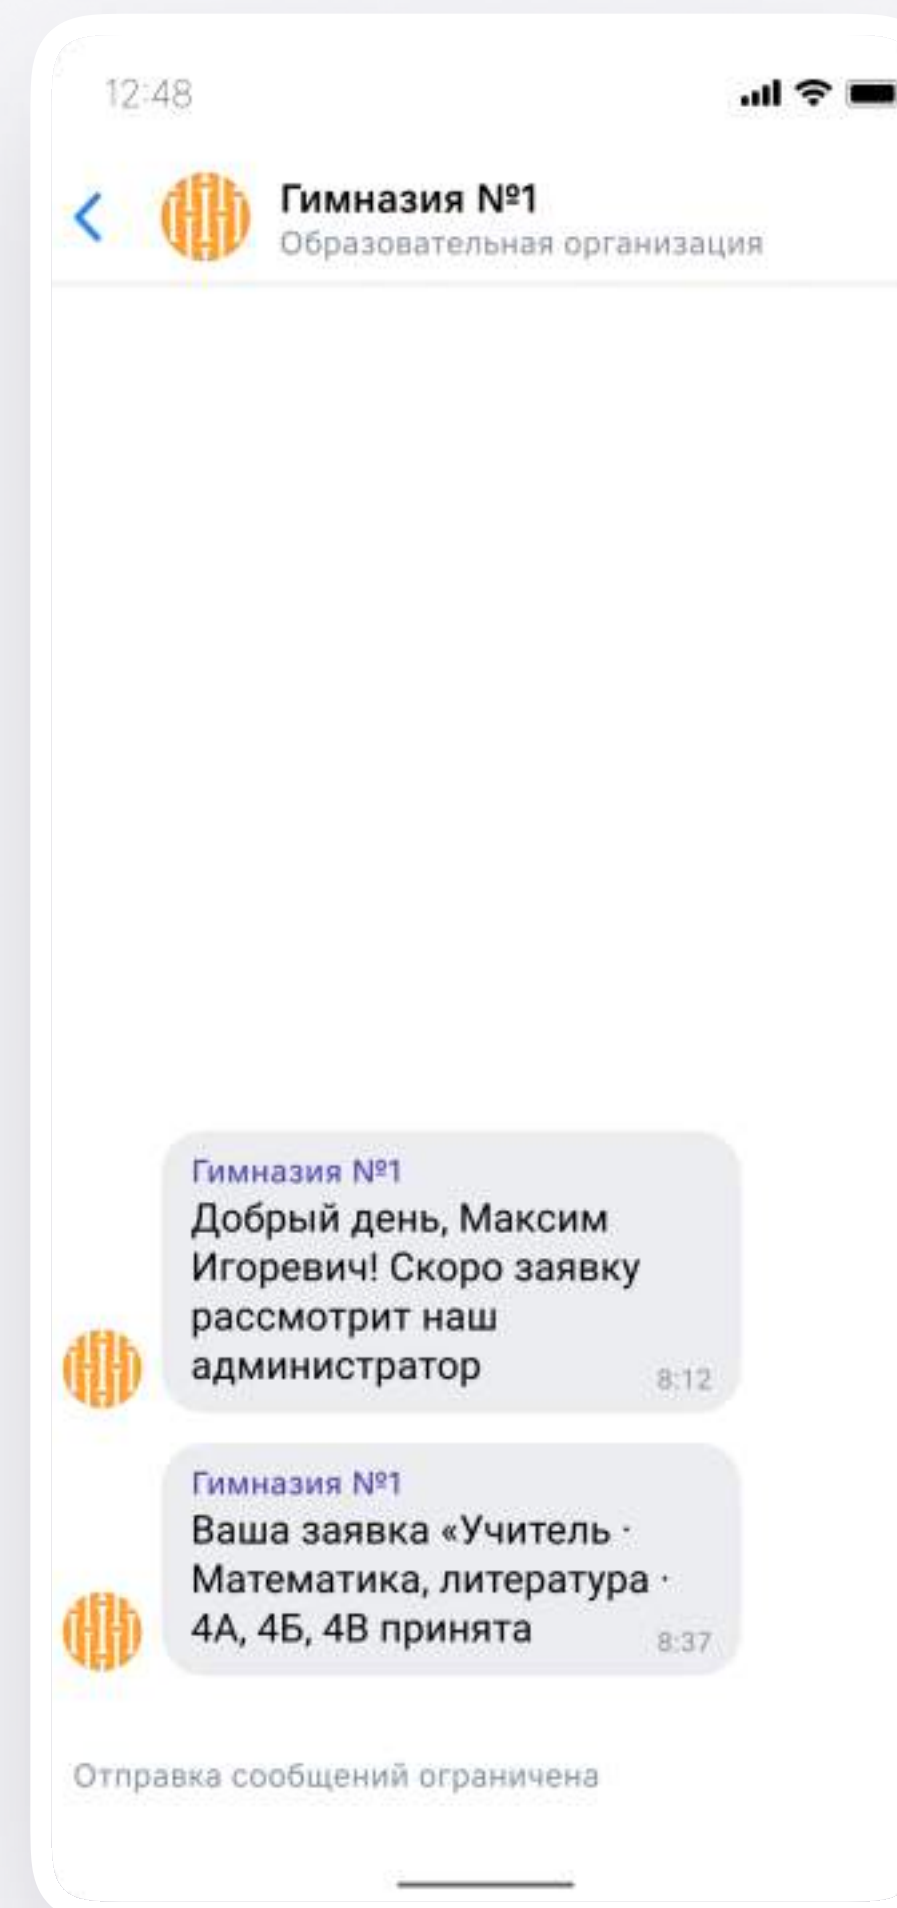 12:48
Гимназия №1
Образовательная организация
Гимназия №1
Добрый день, Максим
Игоревич! Скоро заявку
рассмотрит наш
администратор
8:12
Гимназия №1
Ваша заявка «Учитель ·
Математика, литература ·
4А, 4Б, 4В принята
8:37
Отправка сообщений ограничена